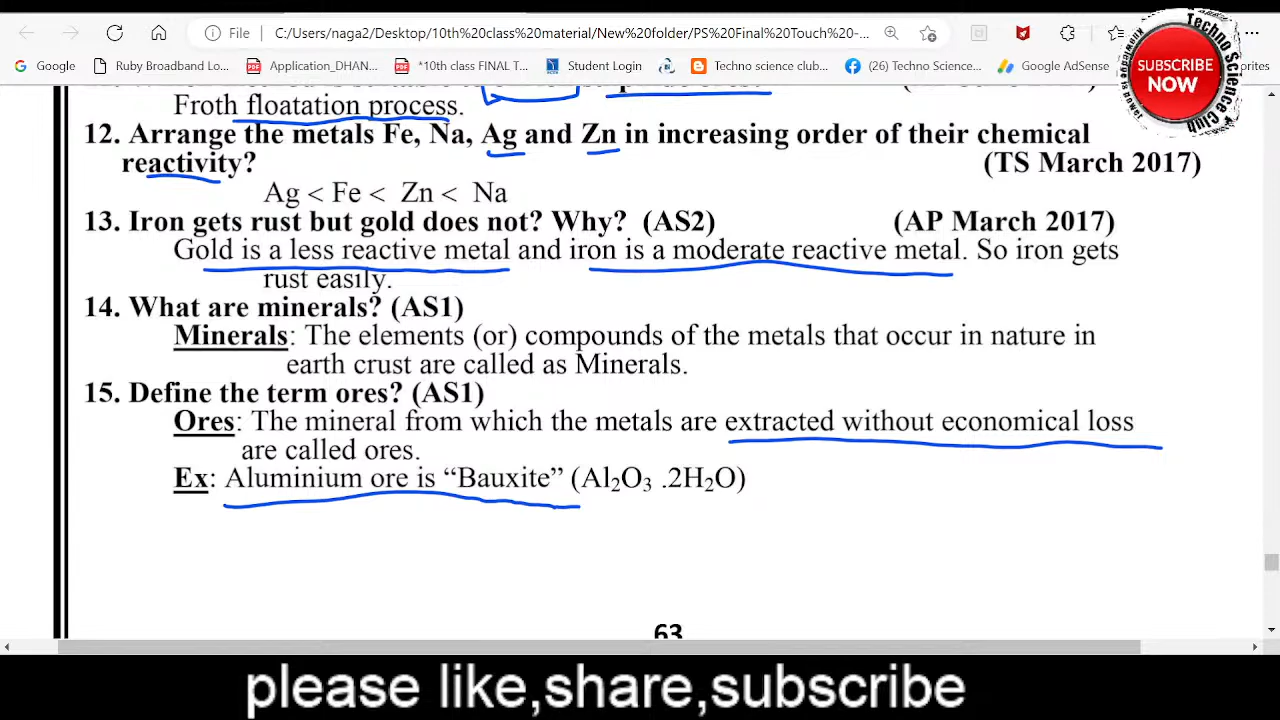 File
/Users/naga2/Desktop/10th%20class%20material/New%20folder/PS%20Final%20Touch%20-...
Google
Ruby Broadband Lo...
Application_DHAN...
*10th class FINAL T...
Student Login
Techno science club...
(26) Techno Science...
Google AdSense
Techno Science Club
SUBSCRIBE
NOW
Froth floatation process.
12. Arrange the metals Fe, Na, Ag and Zn in increasing order of their chemical
reactivity? (TS March 2017)
Ag < Fe < Zn < Na
13. Iron gets rust but gold does not? Why? (AS2) (AP March 2017)
Gold is a less reactive metal and iron is a moderate reactive metal. So iron gets
rust easily.
14. What are minerals? (AS1)
Minerals: The elements (or) compounds of the metals that occur in nature in
earth crust are called as Minerals.
15. Define the term ores? (AS1)
Ores: The mineral from which the metals are extracted without economical loss
are called ores.
Ex: Aluminium ore is “Bauxite” (Al₂O₃ .2H₂O)
63
please like,share,subscribe